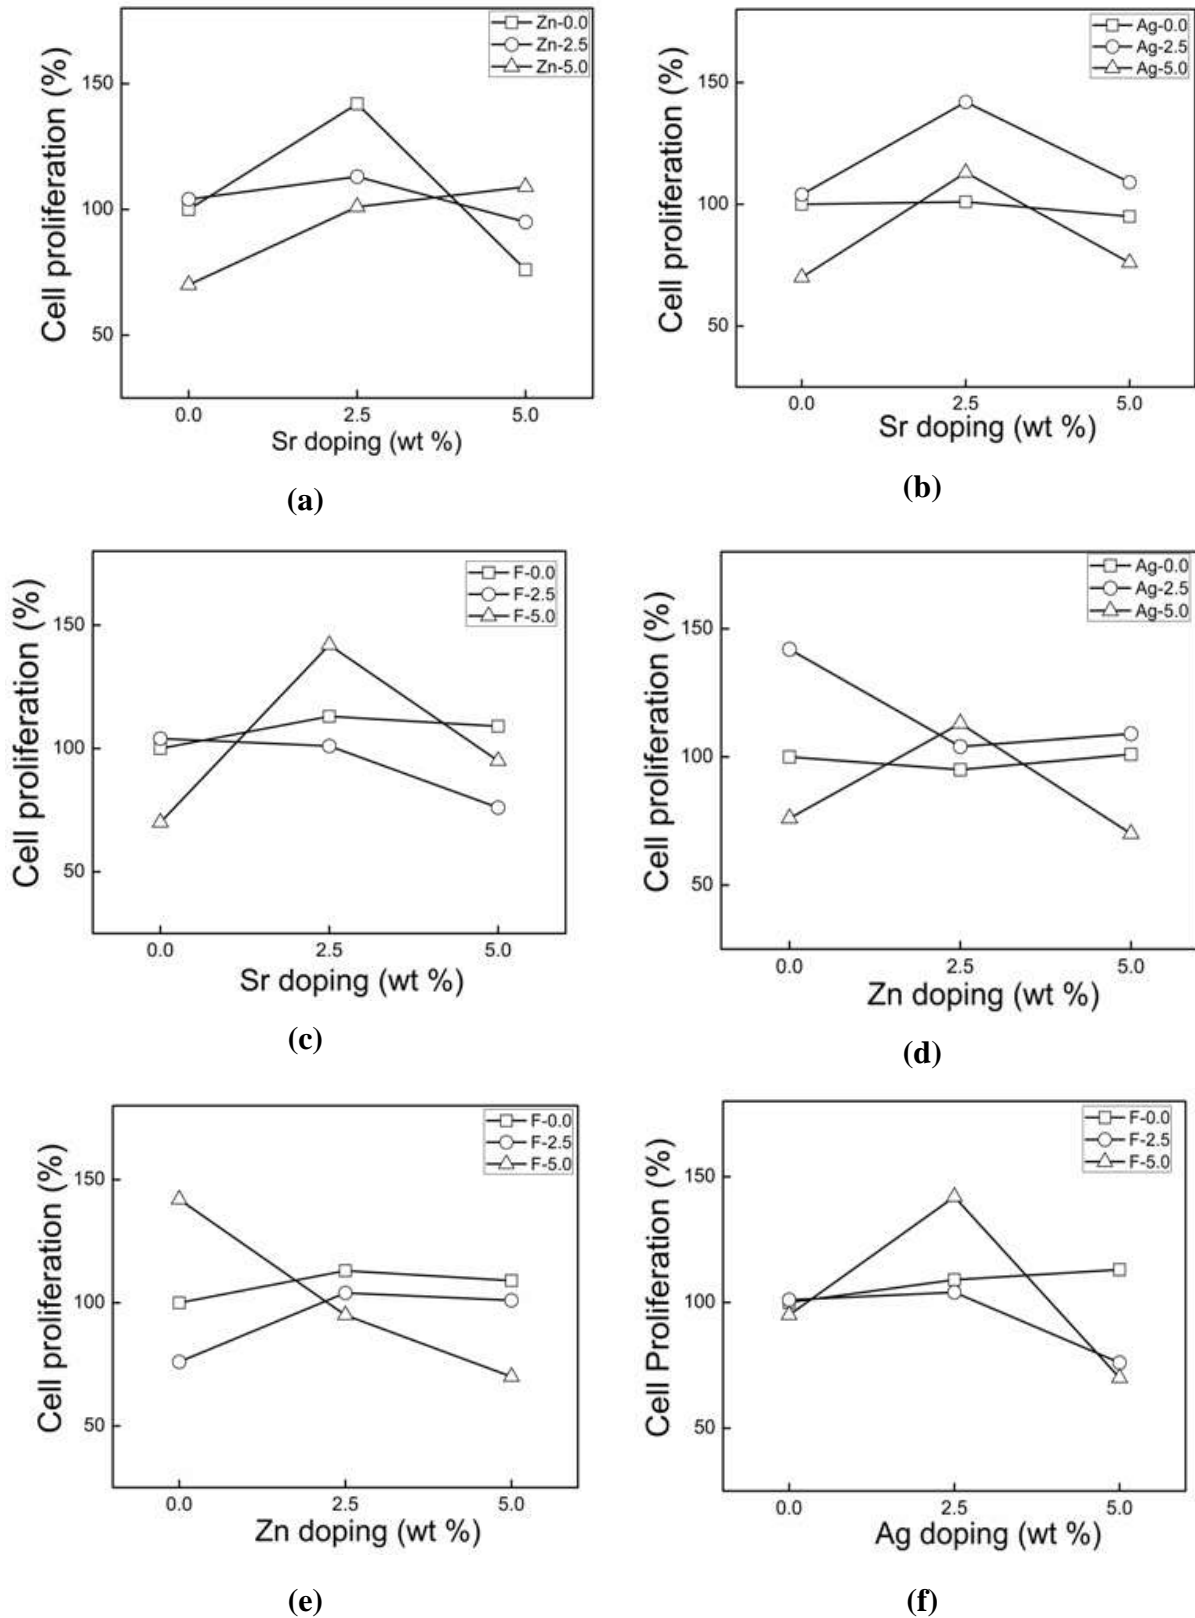 Cell proliferation (%)
150
100
50
Zn-0.0
Zn-2.5
Zn-5.0
0.0 2.5 5.0
Sr doping (wt %)
(a)
Cell proliferation (%)
150
100
50
Ag-0.0
Ag-2.5
Ag-5.0
0.0 2.5 5.0
Sr doping (wt %)
(b)
Cell proliferation (%)
150
100
50
F-0.0
F-2.5
F-5.0
0.0 2.5 5.0
Sr doping (wt %)
(c)
Cell proliferation (%)
150
100
50
Ag-0.0
Ag-2.5
Ag-5.0
0.0 2.5 5.0
Zn doping (wt %)
(d)
Cell proliferation (%)
150
100
50
F-0.0
F-2.5
F-5.0
0.0 2.5 5.0
Zn doping (wt %)
(e)
Cell Proliferation (%)
150
100
50
F-0.0
F-2.5
F-5.0
0.0 2.5 5.0
Ag doping (wt %)
(f)